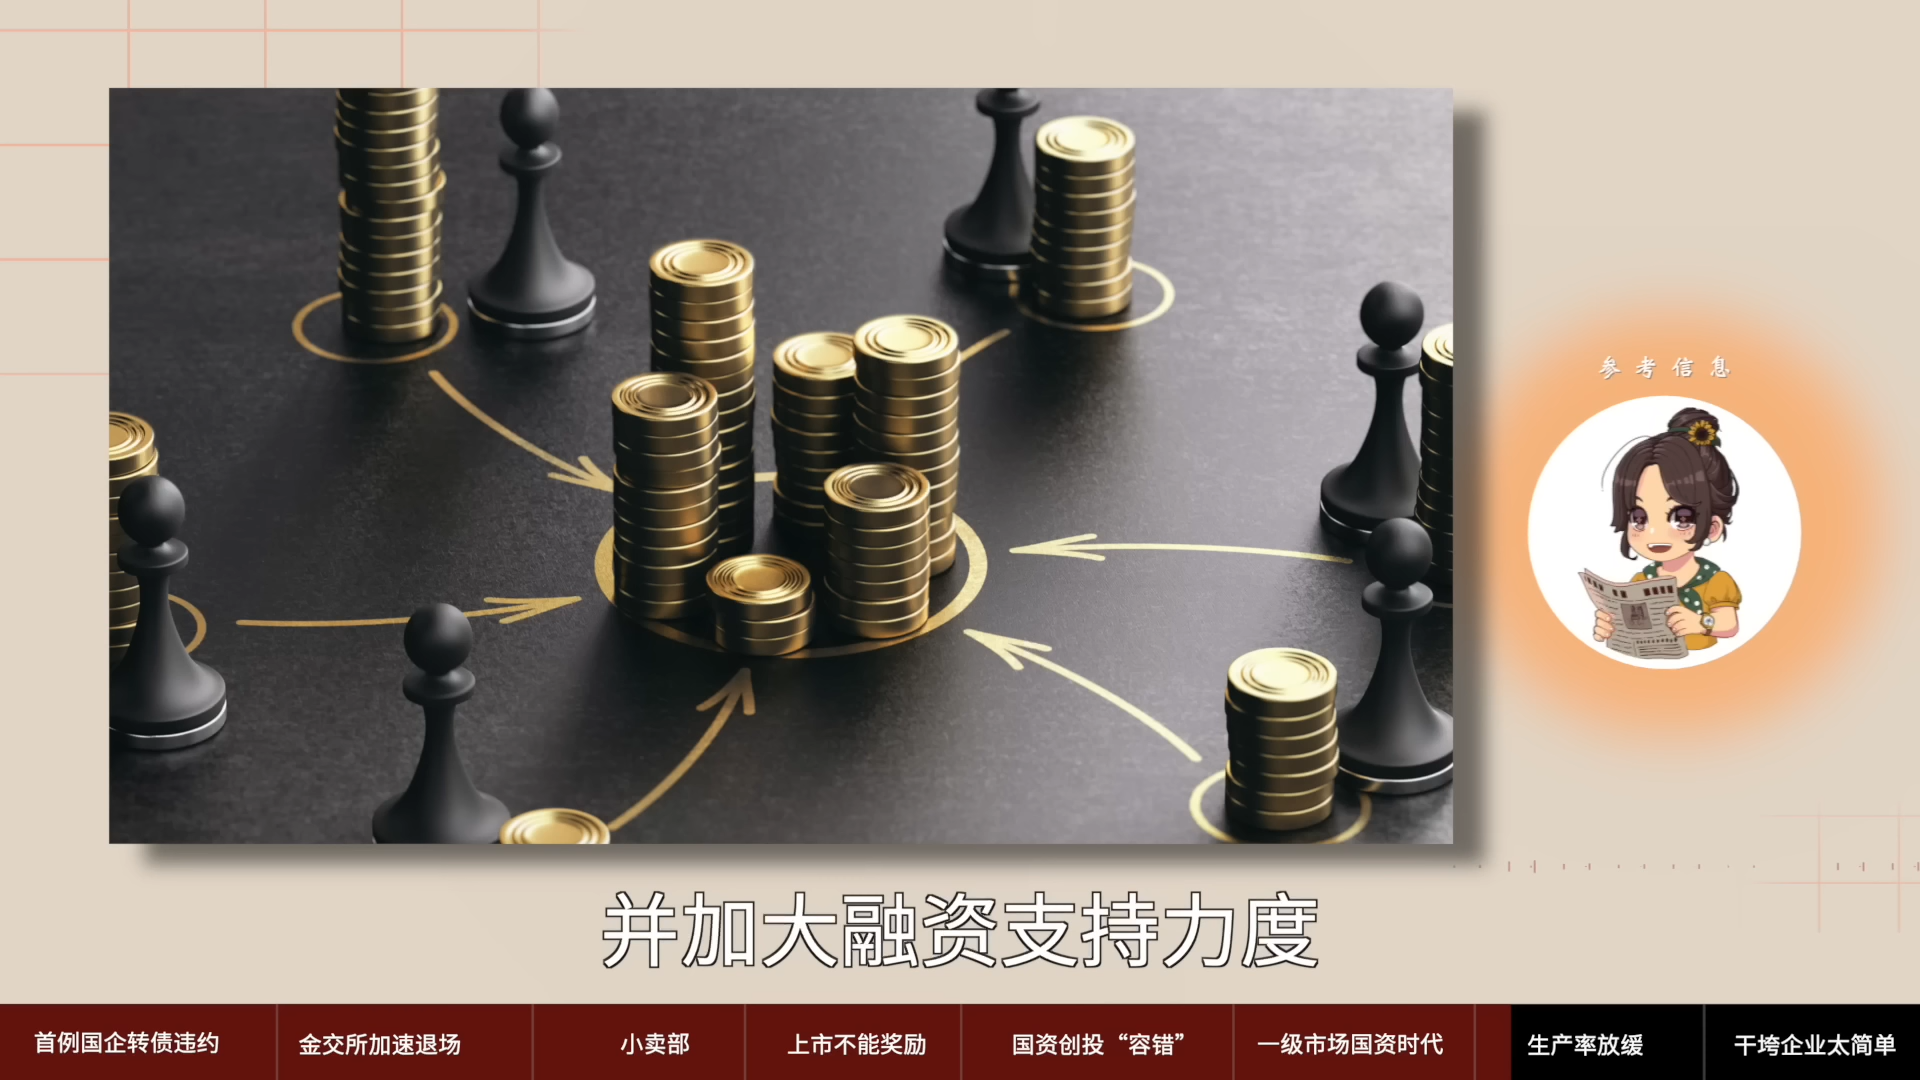 参考信息
并加大融资支持力度
首例国企转债违约
金交所加速退场
小卖部
上市不能奖励
国资创投“容错”
一级市场国资时代
生产率放缓
干垮企业太简单